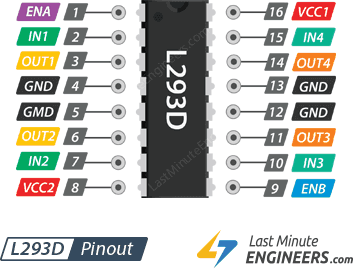 ENA 1 16 VCC1
IN1 2 15 IN4
OUT1 3 14 OUT4
GND 4 13 GND
GMD 5 12 GND
OUT2 6 11 OUT3
IN2 7 10 IN3
VCC2 8 9 ENB
L293D
LastMinuteEngineers.com
L293D Pinout
Last Minute
ENGINEERS.com